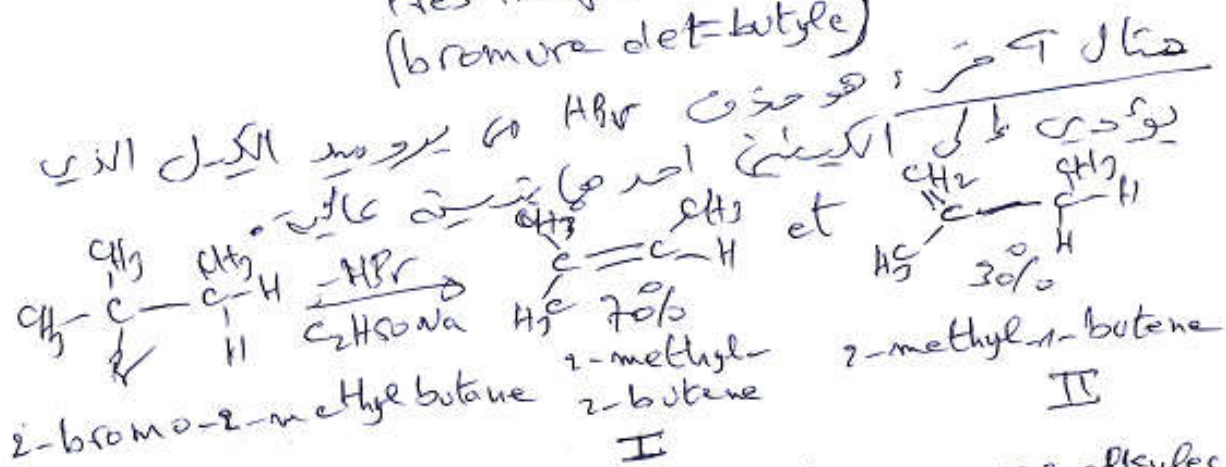 (bromure de t-butyle)
مثال آخر: هو حذف HBr من بروميد الكيل الذي
يؤدي إلى الكينين احدهما بنسبة عالية.
CH3 CH3 CH3 CH3 et CH2 CH3
CH3-C-C-H -HBr C=C-H C-C-H
Br H C2H5ONa H3C 70% H3C H 30%
2-bromo-2-methylbutane 2-methyl-2-butene 2-methyl-1-butene
I II